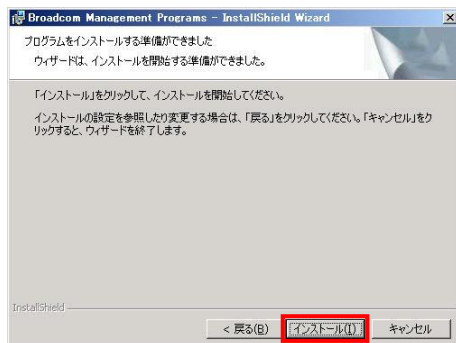 Broadcom Management Programs - InstallShield Wizard
プログラムをインストールする準備ができました
ウィザードは、インストールを開始する準備ができました。
「インストール」をクリックして、インストールを開始してください。
インストールの設定を参照したり変更する場合は、「戻る」をクリックしてください。「キャンセル」をク
リックすると、ウィザードを終了します。
InstallShield
< 戻る(B)
インストール(I)
キャンセル